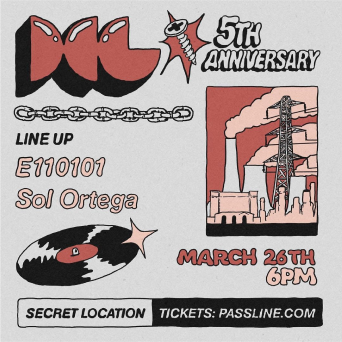 5TH
ANNIVERSARY
LINE UP
E110101
Sol Ortega
MARCH 26TH
6PM
SECRET LOCATION
TICKETS: PASSLINE.COM